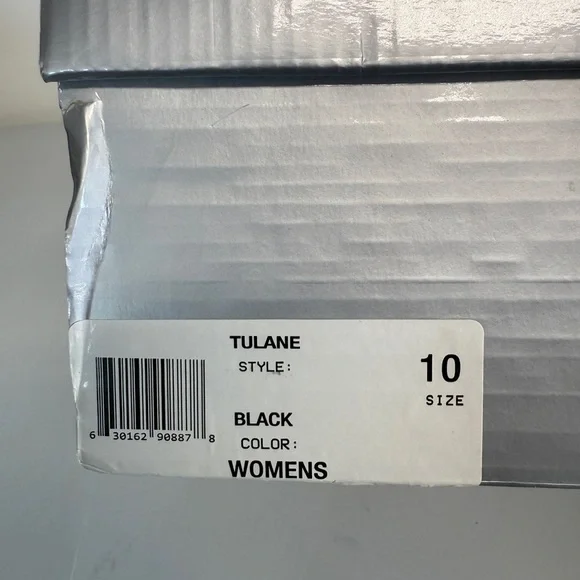 TULANE
STYLE:
10
SIZE
BLACK
COLOR:
6 30162 90887 8
WOMENS